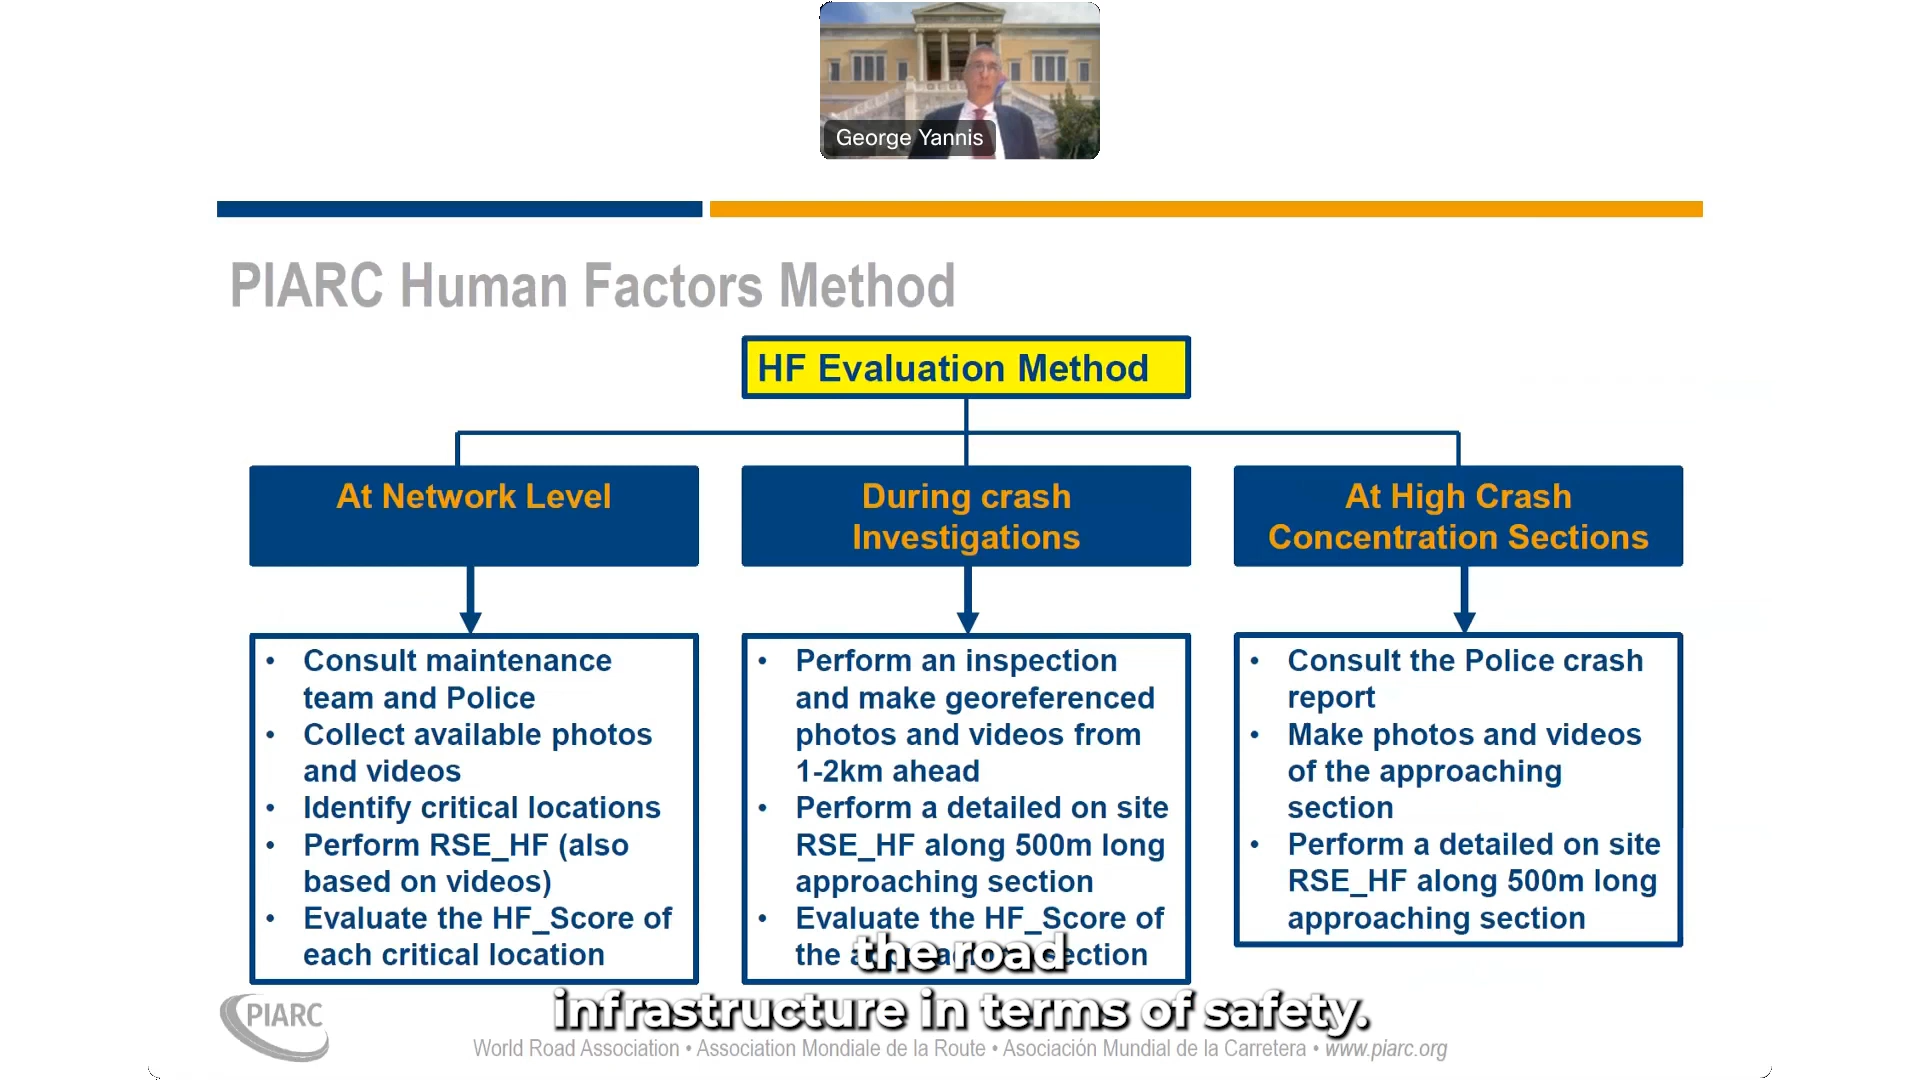 George Yannis
PIARC Human Factors Method
HF Evaluation Method
At Network Level
During crash
Investigations
At High Crash
Concentration Sections
• Consult maintenance
team and Police
• Collect available photos
and videos
• Identify critical locations
• Perform RSE_HF (also
based on videos)
• Evaluate the HF_Score of
each critical location
• Perform an inspection
and make georeferenced
photos and videos from
1-2km ahead
• Perform a detailed on site
RSE_HF along 500m long
approaching section
• Evaluate the HF_Score of
the section
• Consult the Police crash
report
• Make photos and videos
of the approaching
section
• Perform a detailed on site
RSE_HF along 500m long
approaching section
the road
infrastructure in terms of safety.
PIARC
World Road Association • Association Mondiale de la Route • Asociación Mundial de la Carretera • www.piarc.org